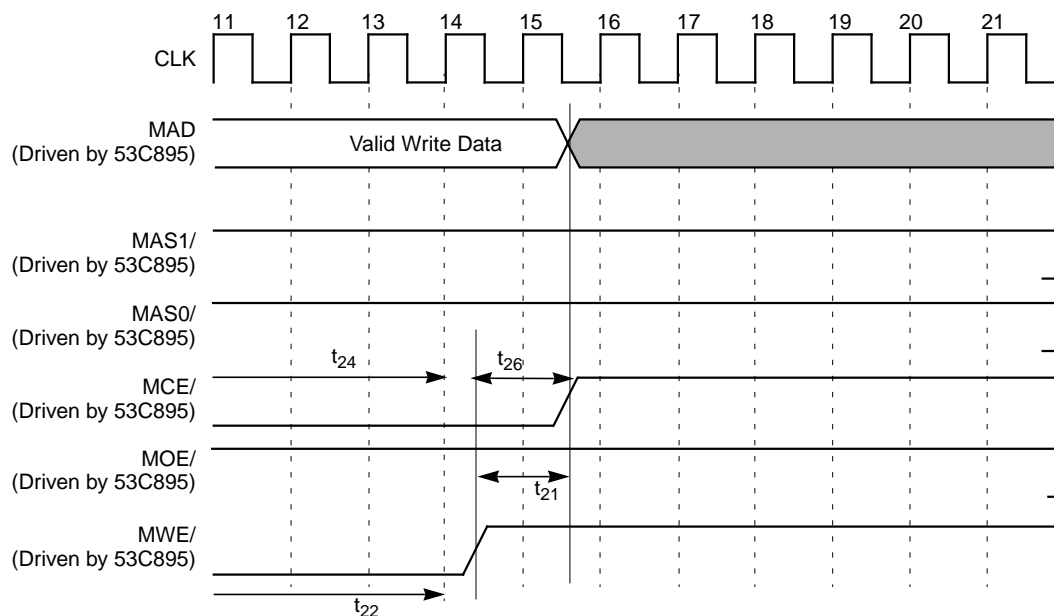 11 12 13 14 15 16 17 18 19 20 21
CLK
MAD
(Driven by 53C895)
Valid Write Data
MAS1/
(Driven by 53C895)
MAS0/
(Driven by 53C895)
t24
t26
MCE/
(Driven by 53C895)
MOE/
(Driven by 53C895)
t21
MWE/
(Driven by 53C895)
t22